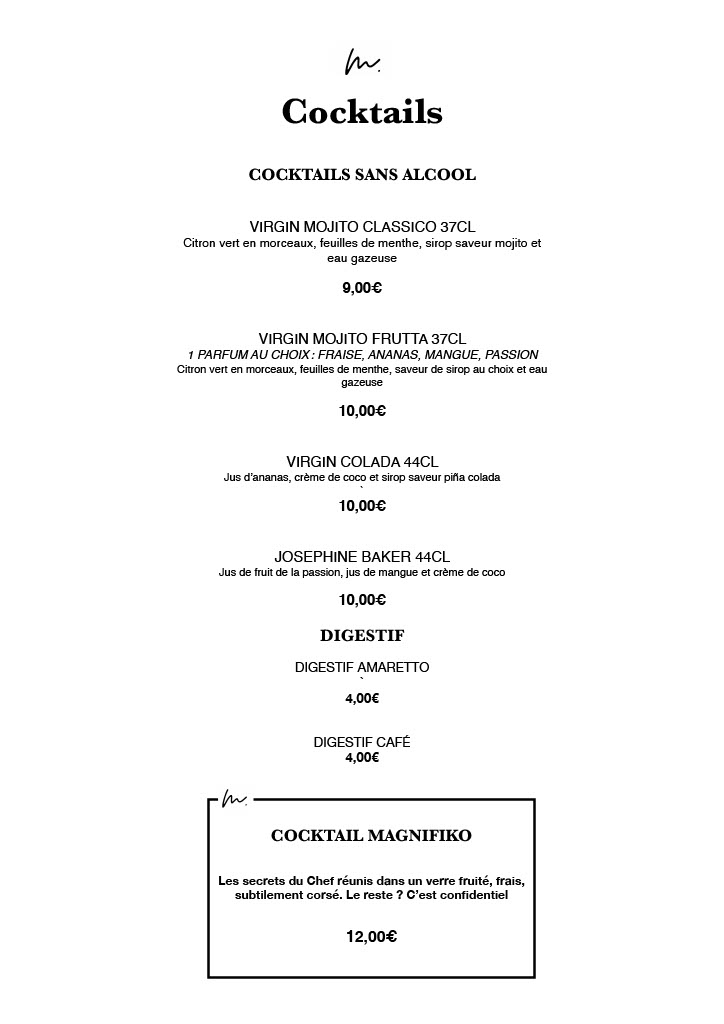 m.
Cocktails
COCKTAILS SANS ALCOOL
VIRGIN MOJITO CLASSICO 37CL
Citron vert en morceaux, feuilles de menthe, sirop saveur mojito et
eau gazeuse
9,00€
VIRGIN MOJITO FRUTTA 37CL
1 PARFUM AU CHOIX : FRAISE, ANANAS, MANGUE, PASSION
Citron vert en morceaux, feuilles de menthe, saveur de sirop au choix et eau
gazeuse
10,00€
VIRGIN COLADA 44CL
Jus d’ananas, crème de coco et sirop saveur piña colada
`
10,00€
JOSEPHINE BAKER 44CL
Jus de fruit de la passion, jus de mangue et crème de coco
10,00€
DIGESTIF
DIGESTIF AMARETTO
`
4,00€
DIGESTIF CAFÉ
4,00€
m.
COCKTAIL MAGNIFIKO
Les secrets du Chef réunis dans un verre fruité, frais,
subtilement corsé. Le reste ? C’est confidentiel
12,00€